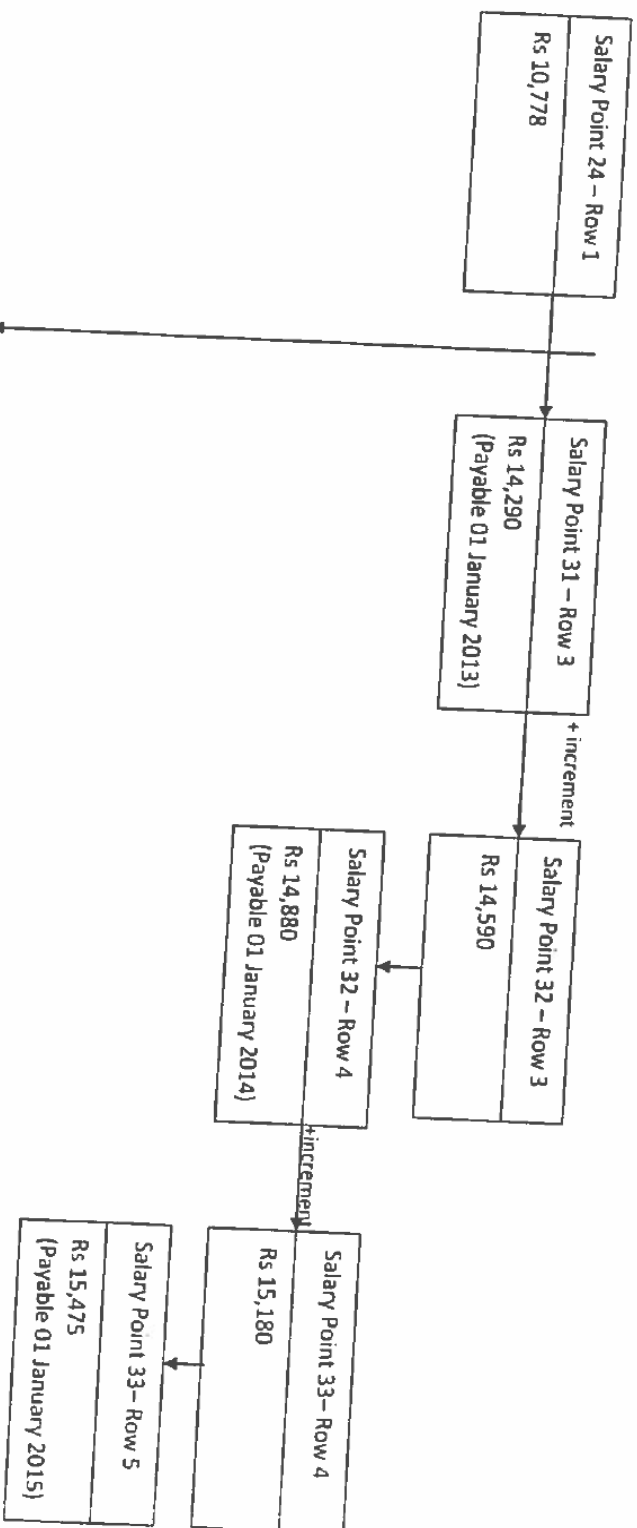 Salary Point 24 – Row 1
Rs 10,778
Salary Point 31 – Row 3
Rs 14,290
(Payable 01 January 2013)
+ increment
Salary Point 32 – Row 3
Rs 14,590
Salary Point 32 – Row 4
Rs 14,880
(Payable 01 January 2014)
+increment
Salary Point 33– Row 4
Rs 15,180
Salary Point 33– Row 5
Rs 15,475
(Payable 01 January 2015)